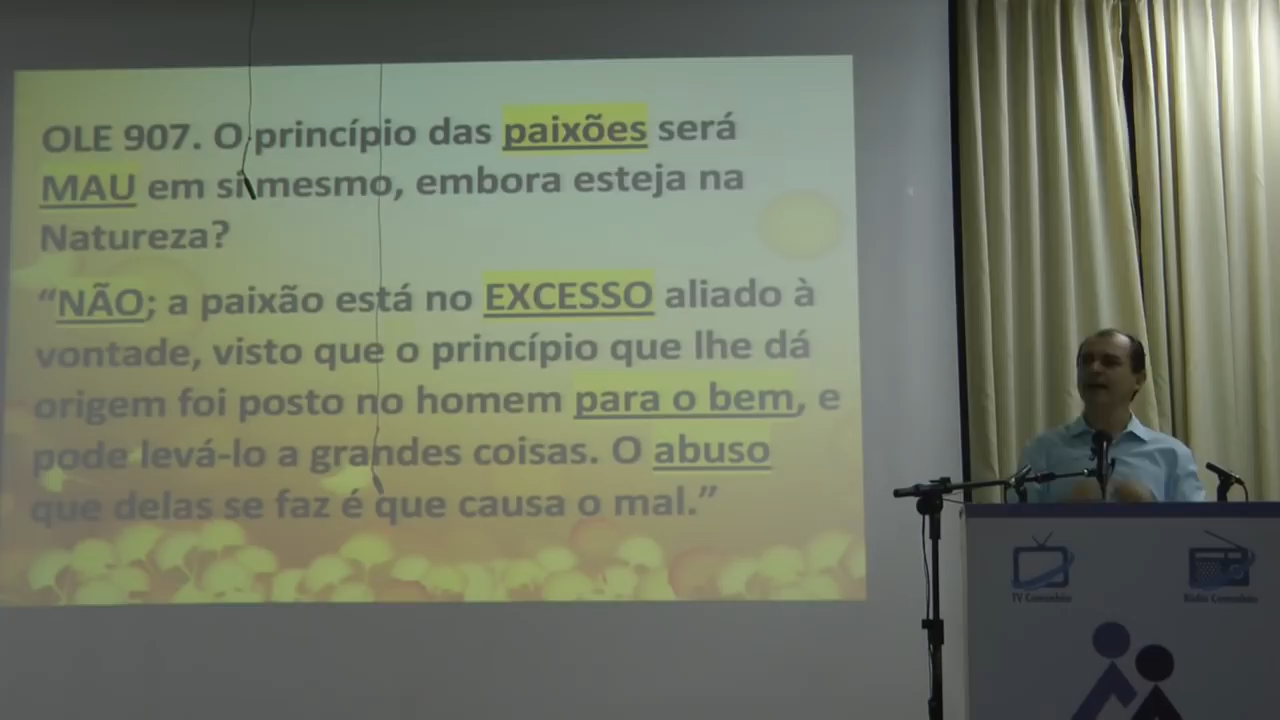 OLE 907. O princípio das paixões será
MAU em si mesmo, embora esteja na
Natureza?
“NÃO; a paixão está no EXCESSO aliado à
vontade, visto que o princípio que lhe dá
origem foi posto no homem para o bem, e
pode levá-lo a grandes coisas. O abuso
que delas se faz é que causa o mal.”
TV Comunhão
Rádio Comunhão